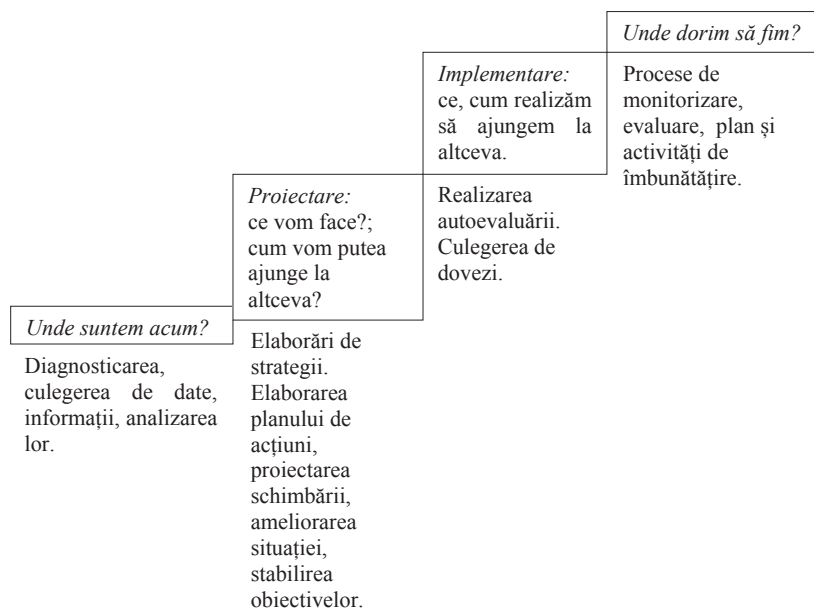 Unde dorim să fim?
Procese de
monitorizare,
evaluare, plan și
activități de
îmbunătățire.
Implementare:
ce, cum realizăm
să ajungem la
altceva.
Realizarea
autoevaluării.
Culegerea de
dovezi.
Proiectare:
ce vom face?;
cum vom putea
ajunge la
altceva?
Elaborări de
strategii.
Elaborarea
planului de
acțiuni,
proiectarea
schimbării,
ameliorarea
situației,
stabilirea
obiectivelor.
Unde suntem acum?
Diagnosticarea,
culegerea de date,
informații, analizarea
lor.